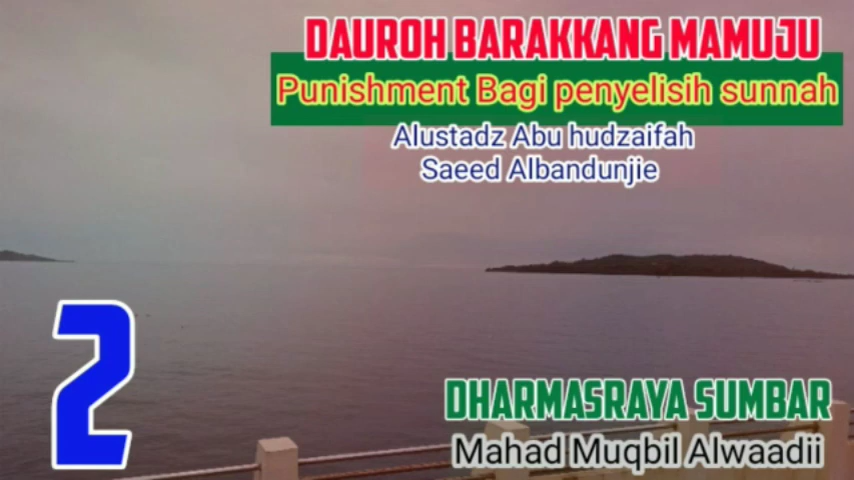 DAUROH BARAKKANG MAMUJU
Punishment Bagi penyelisih sunnah
Alustadz Abu hudzaifah
Saeed Albandunjie
2
DHARMASRAYA SUMBAR
Mahad Muqbil Alwaadii